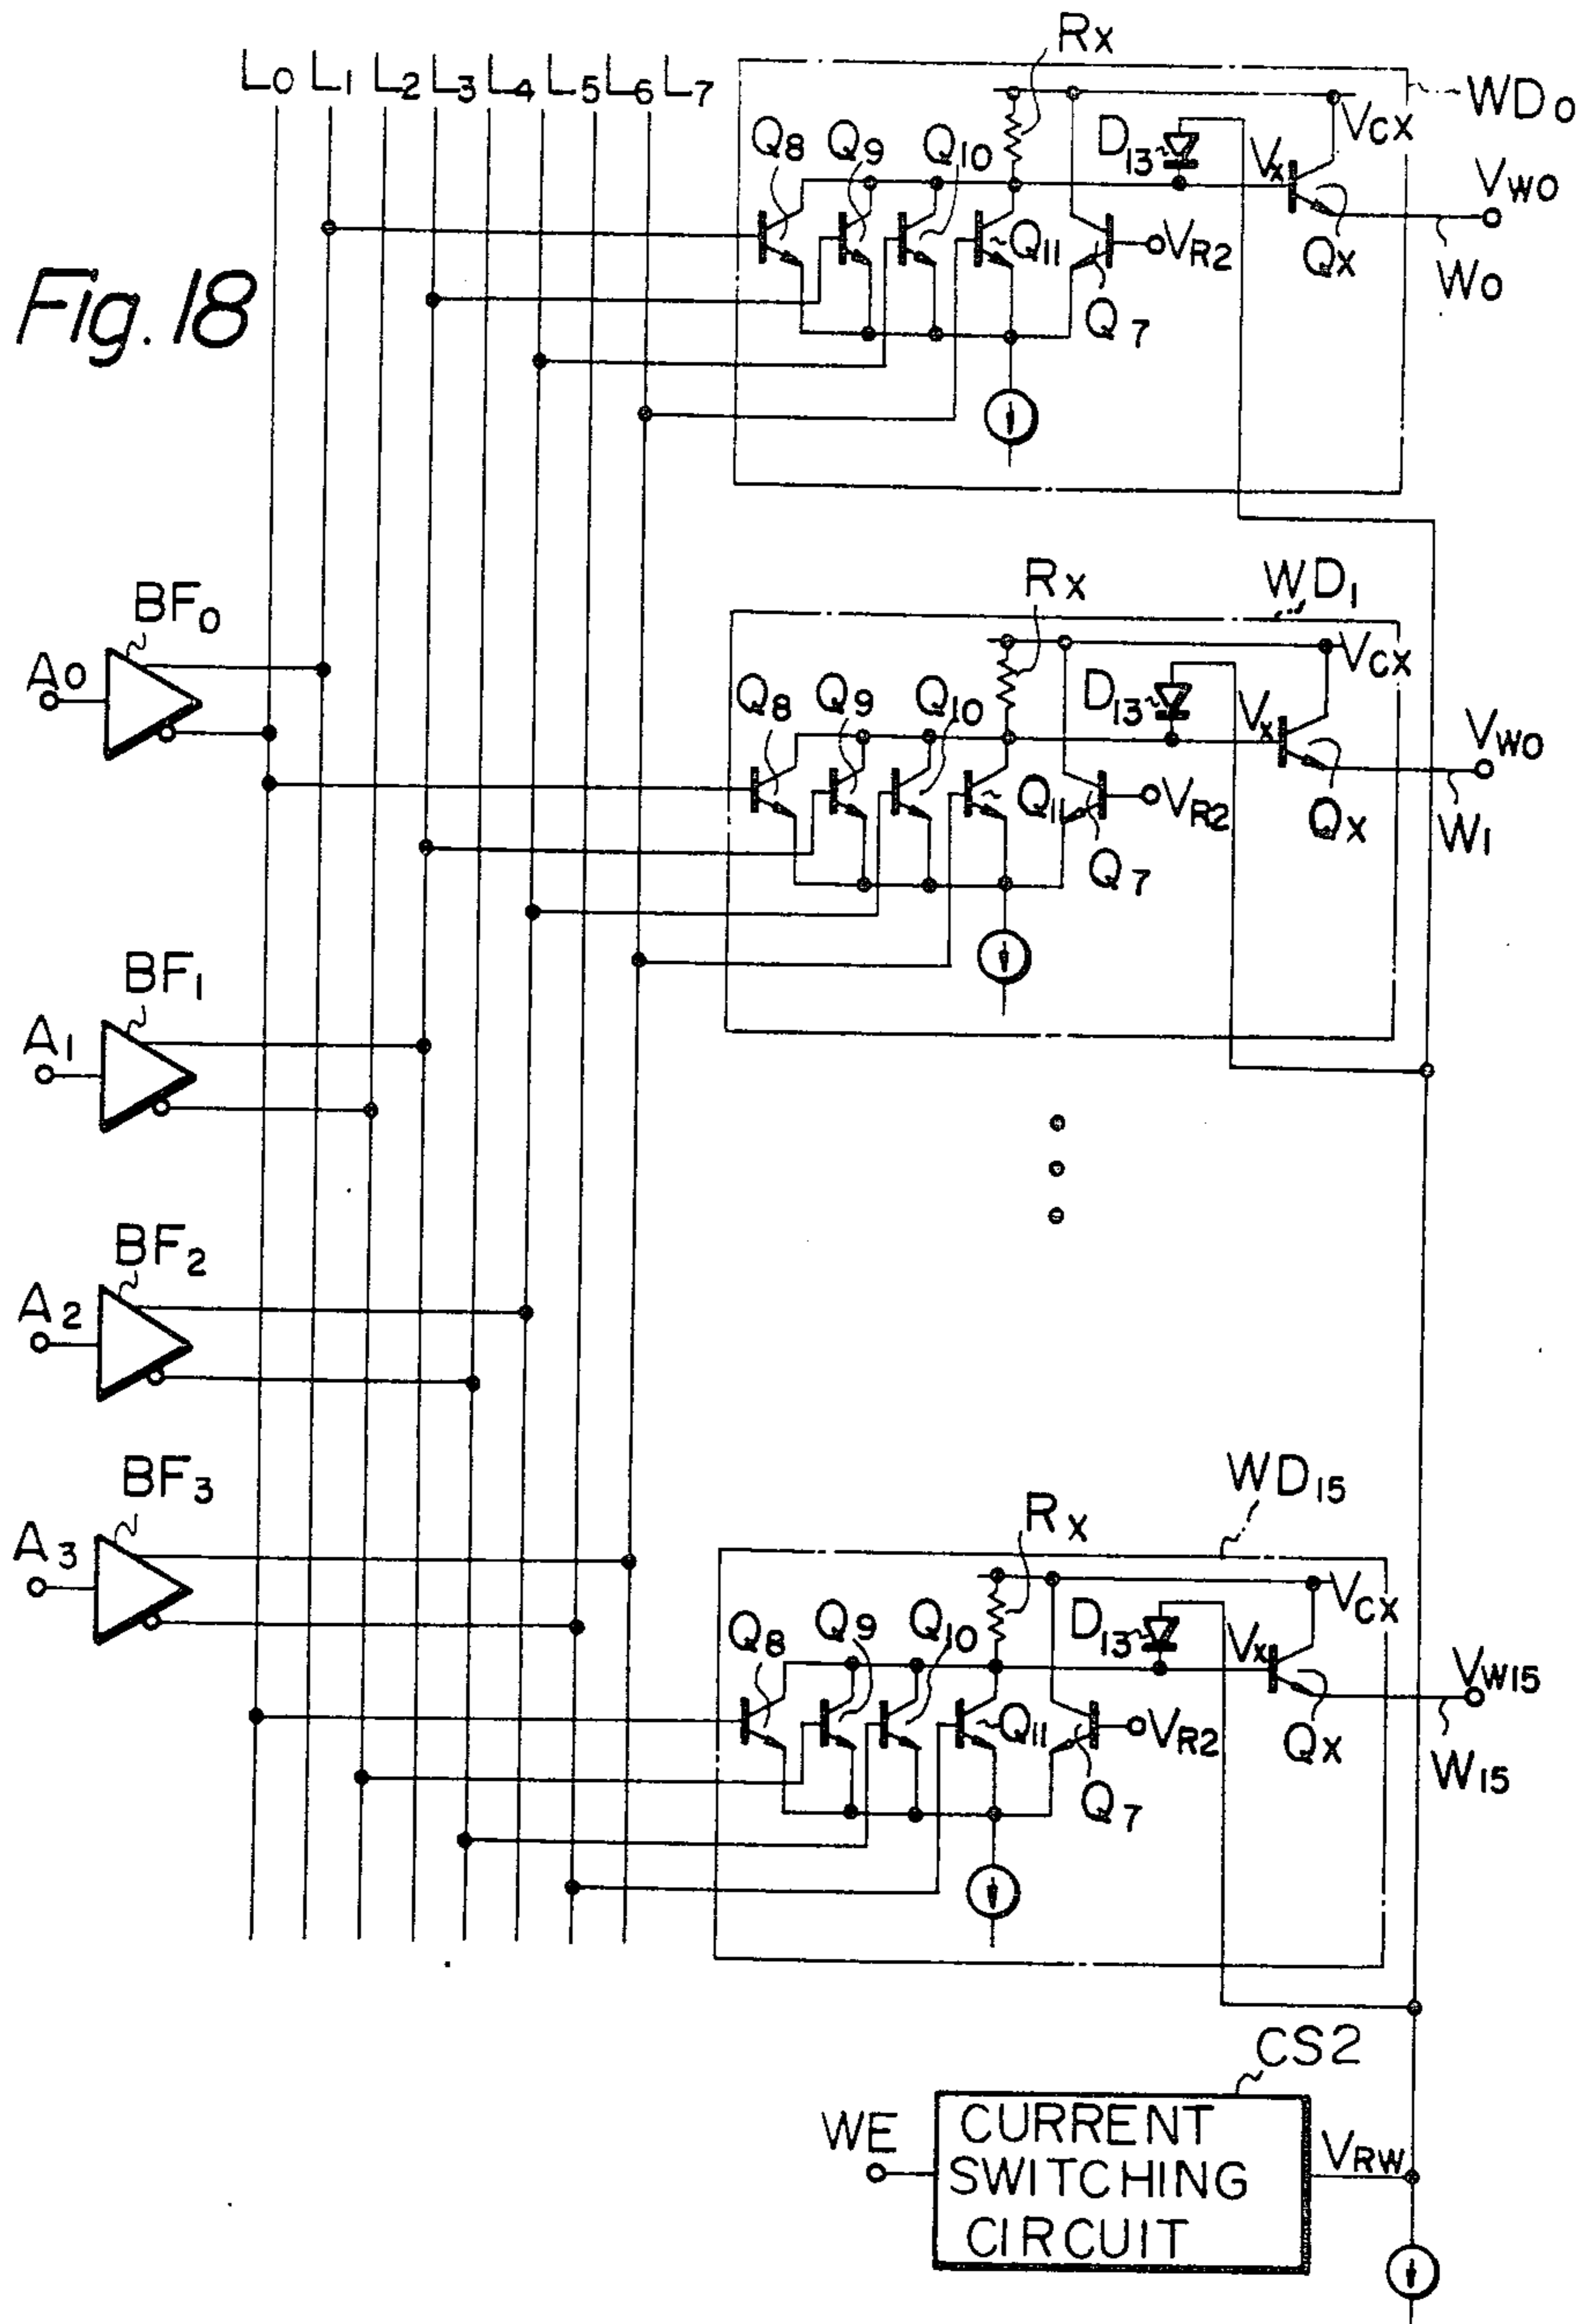 Fig. 18
L0 L1 L2 L3 L4 L5 L6 L7
RX
WD0
Q8 Q9 Q10
D13
VX
VCX
VW0
Q11
VR2
QX
W0
Q7
BF0
A0
RX
WD1
Q8 Q9 Q10
D13
VX
VCX
VW0
Q11
VR2
QX
W1
Q7
BF1
A1
BF2
A2
BF3
A3
RX
WD15
Q8 Q9 Q10
D13
VX
VCX
VW15
Q11
VR2
QX
W15
Q7
CS2
WE
CURRENT
SWITCHING
CIRCUIT
VRW